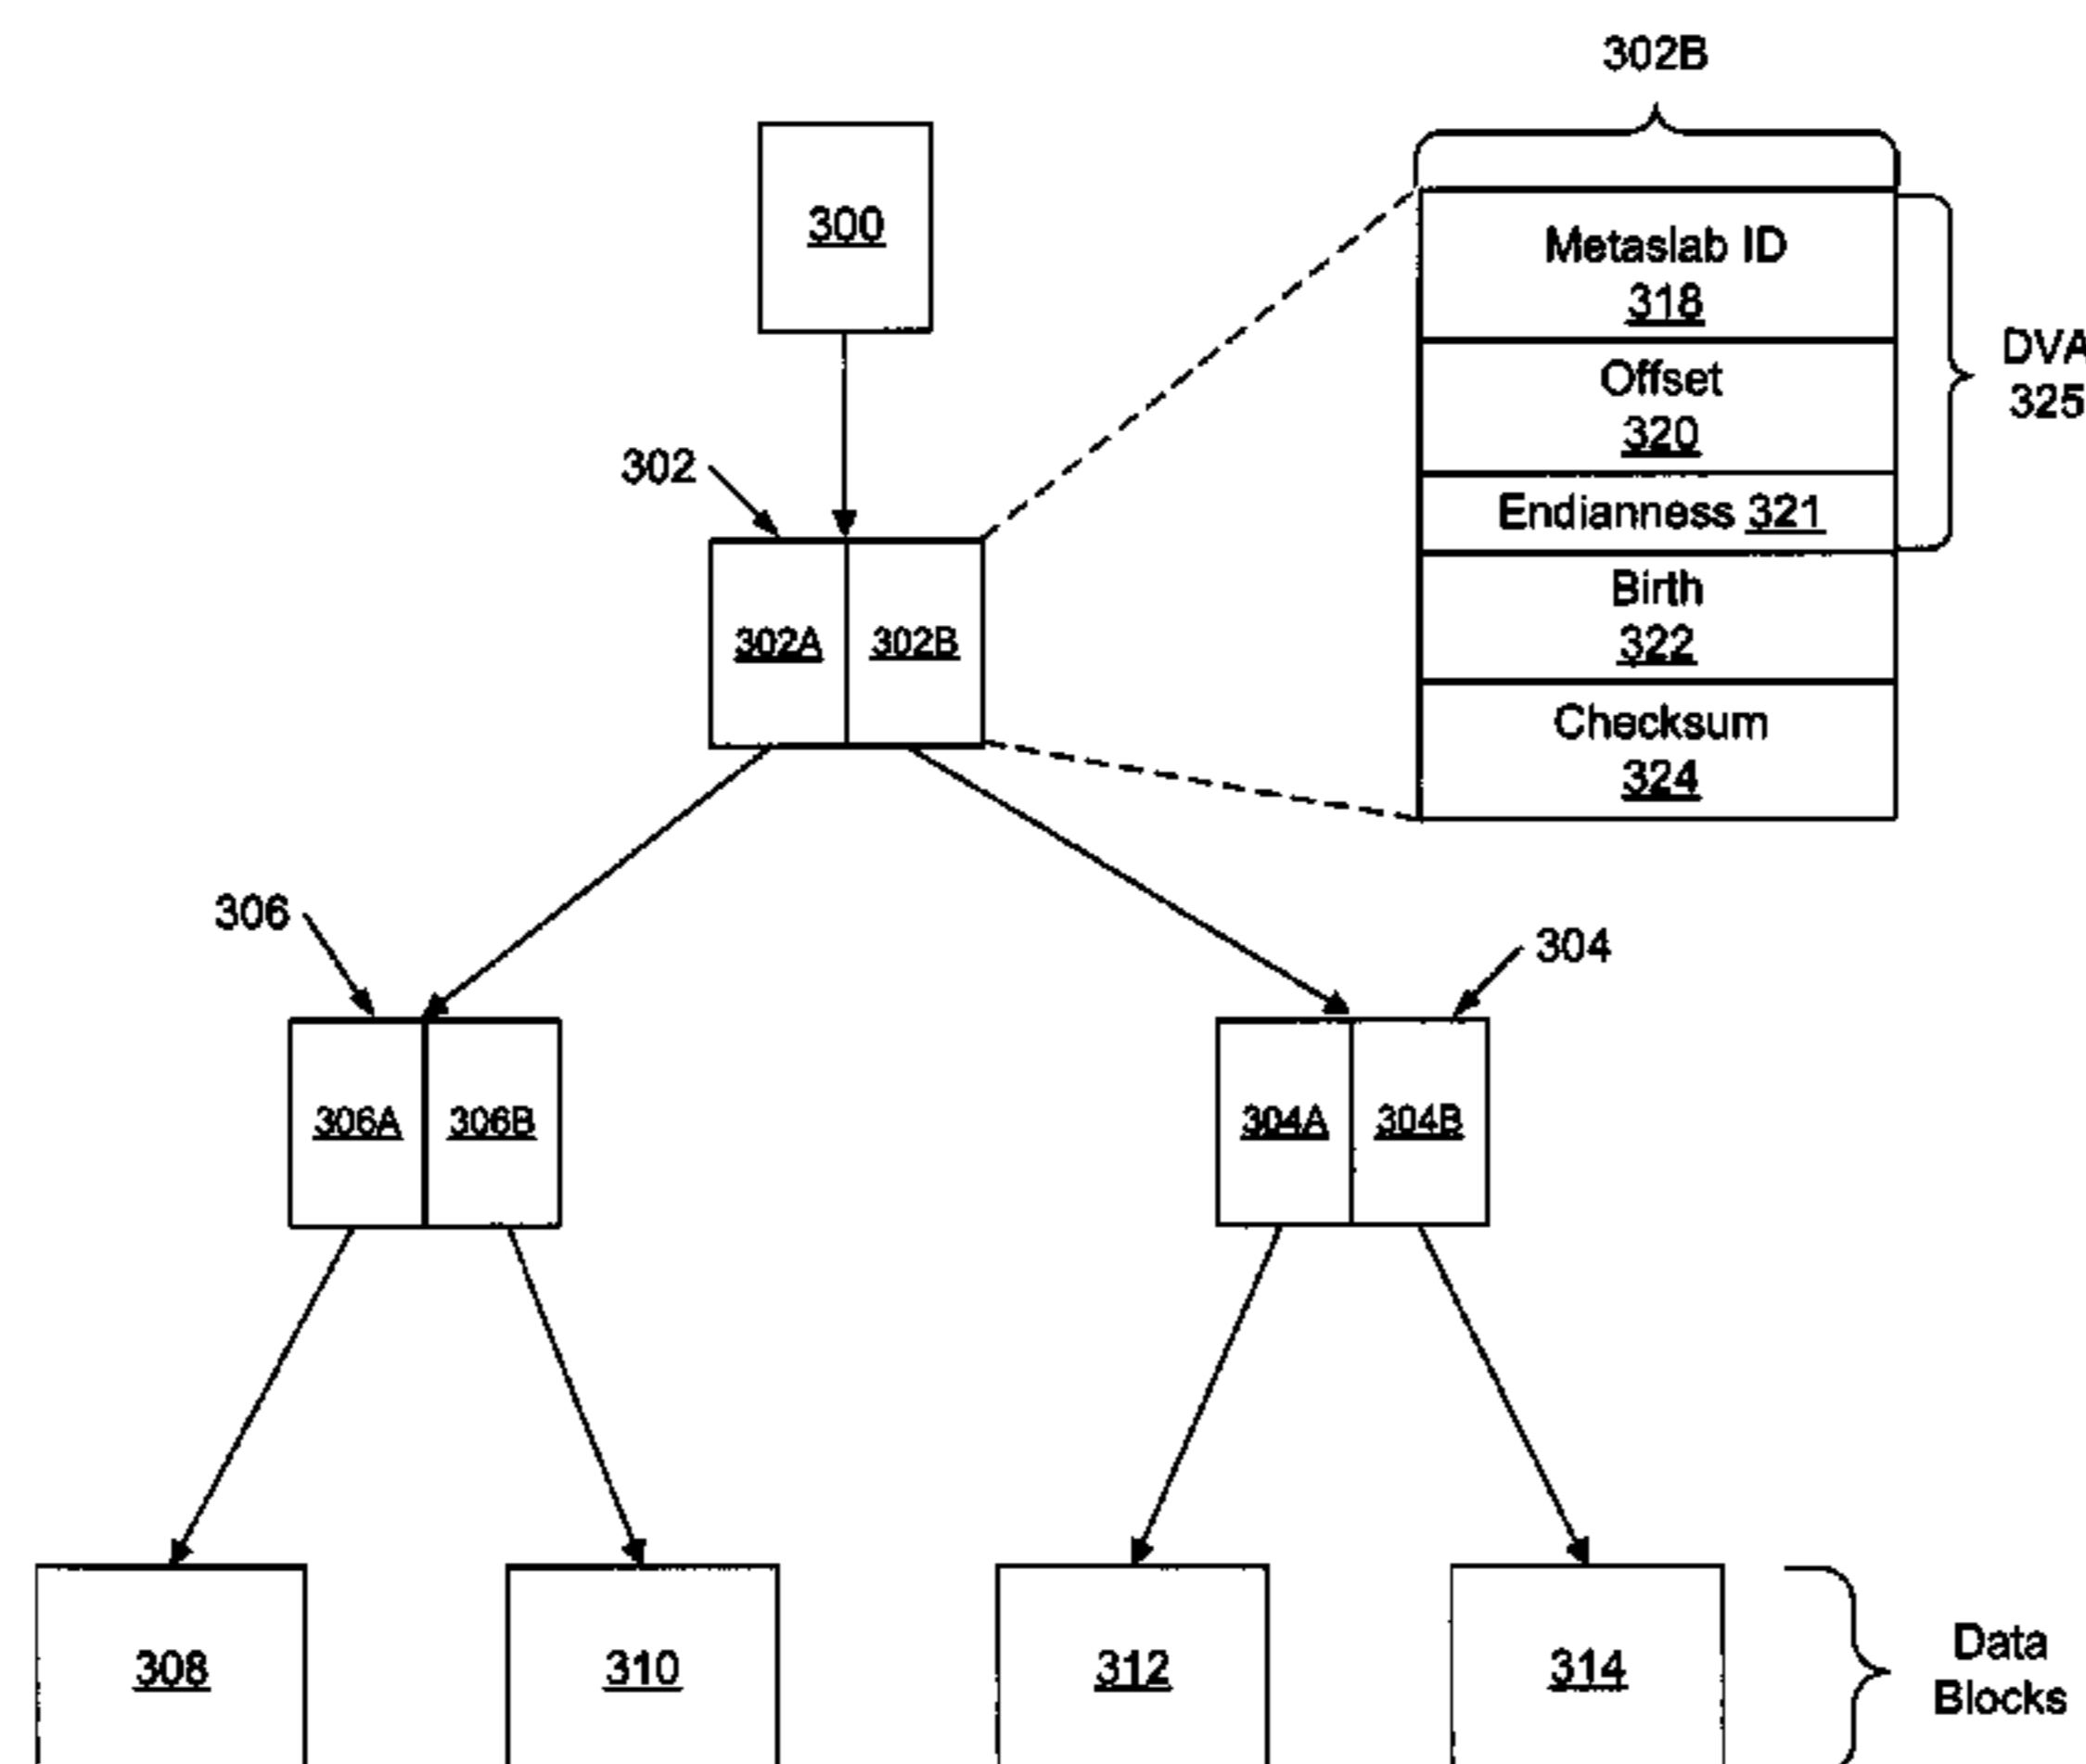 302B
300
Metaslab ID
318
DVA
325
Offset
320
302
Endianness 321
302A
302B
Birth
322
Checksum
324
306
304
306A
306B
304A
304B
308
310
312
314
Data
Blocks